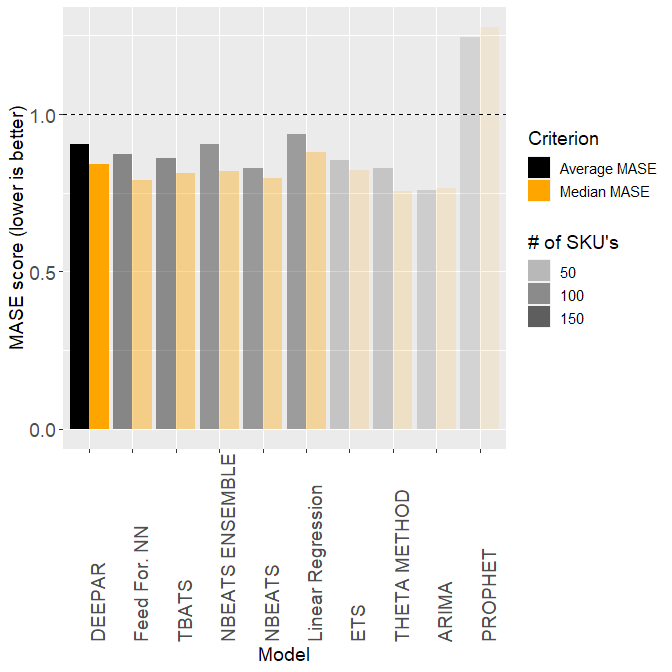 MASE score (lower is better)
1.0
0.5
0.0
DEEPAR
Feed For. NN
TBATS
NBEATS ENSEMBLE
NBEATS
Linear Regression
ETS
THETA METHOD
ARIMA
PROPHET
Model
Criterion
Average MASE
Median MASE
# of SKU's
50
100
150